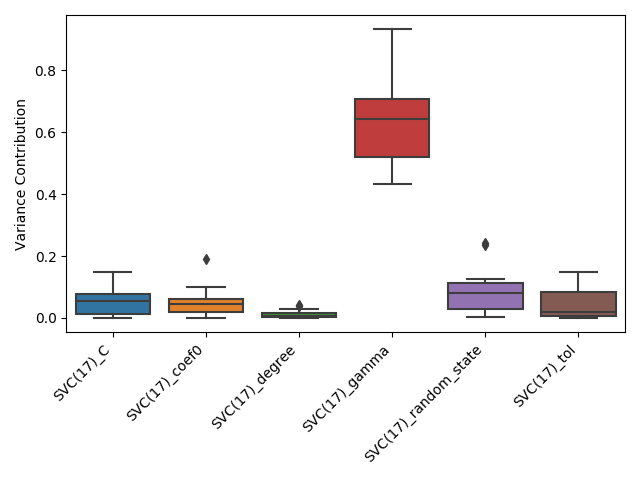 Variance Contribution
0.8
0.6
0.4
0.2
0.0
SVC(17)_C
SVC(17)_coef0
SVC(17)_degree
SVC(17)_gamma
SVC(17)_random_state
SVC(17)_tol